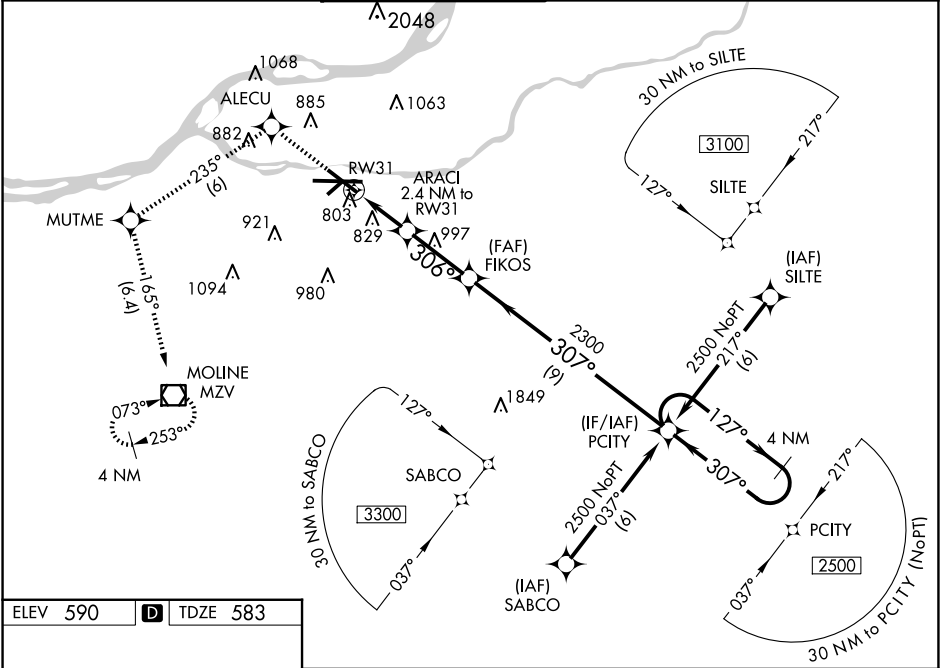 2048
1068
ALECU
885
1063
882
235°
(6)
RW31
ARACI
2.4 NM to
RW31
803
829
997
MUTME
921
(FAF)
FIKOS
306°
1094
980
165°
(6.4)
30 NM to SILTE
3100
217°
127°
SILTE
(IAF)
SILTE
2500 NoPT
217°
(6)
2300
307°
(9)
MOLINE
MZV
073°
253°
4 NM
1849
(IF/IAF)
PCITY
127°
4 NM
307°
127°
SABCO
30 NM to SABCO
3300
037°
2500 NoPT
037°
(6)
(IAF)
SABCO
217°
PCITY
2500
037°
30 NM to PCITY (NoPT)
ELEV 590 D TDZE 583